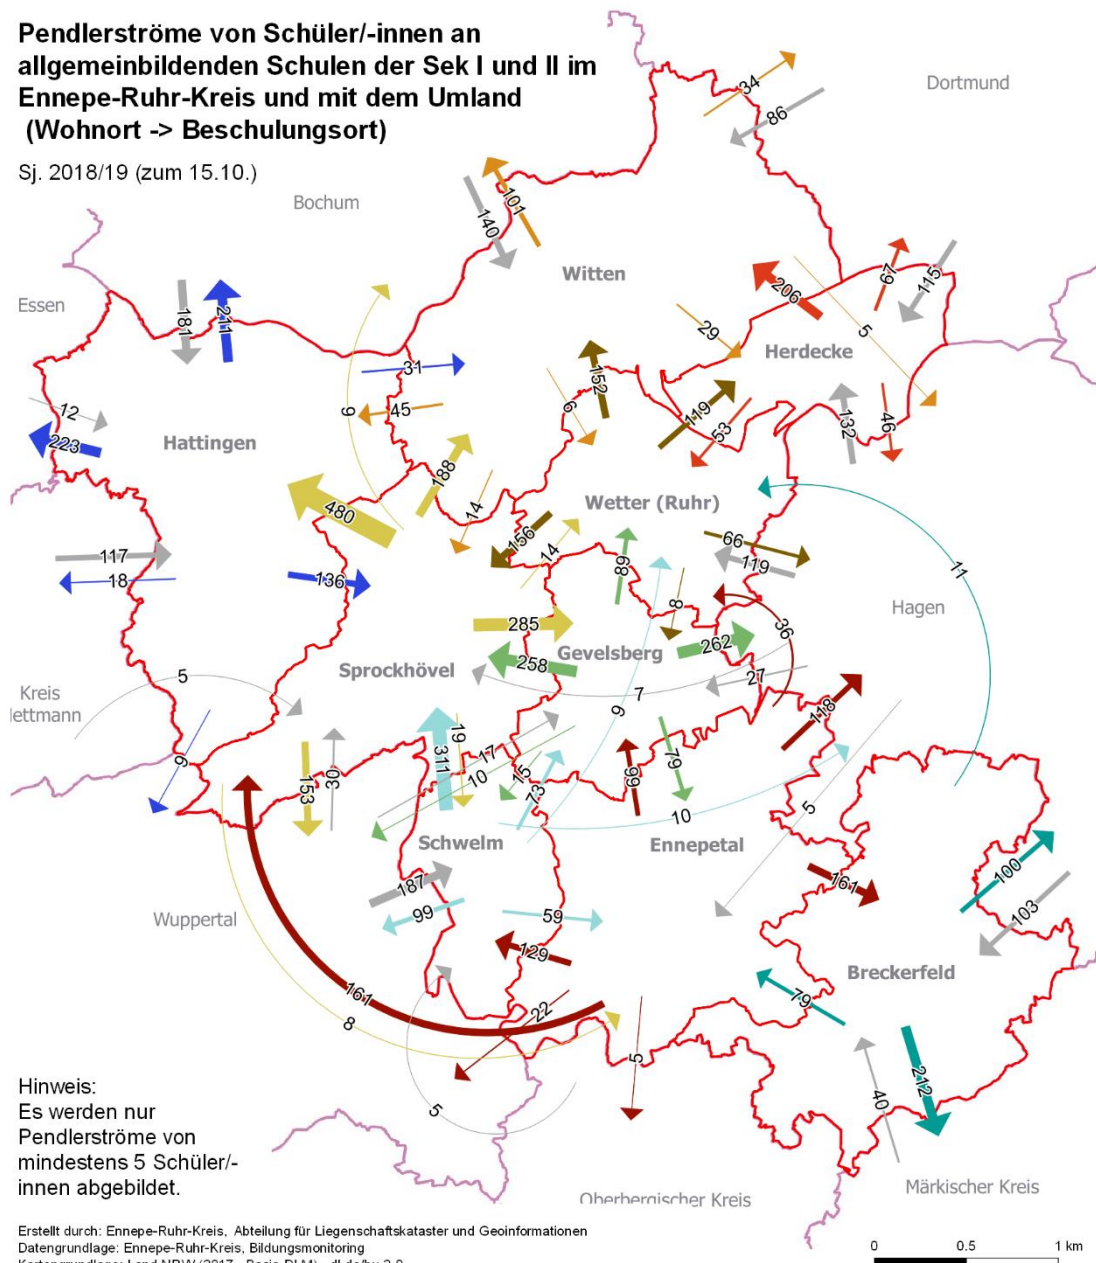 Pendlerströme von Schüler/-innen an
allgemeinbildenden Schulen der Sek I und II im
Ennepe-Ruhr-Kreis und mit dem Umland
(Wohnort -> Beschulungsort)
Sj. 2018/19 (zum 15.10.)
Dortmund
34
86
Bochum
101
140
Witten
67
115
206
Essen
181
211
29
5
Herdecke
31
152
6
45
6
119
53
132
46
12
223
Hattingen
188
480
14
Wetter (Ruhr)
156
14
66
119
117
18
136
89
8
11
Hagen
285
36
262
Gevelsberg
258
Sprockhövel
27
5
7
9
Kreis
lettmann
118
19
17
79
311
10
15
99
9
153
30
73
5
10
Schwelm
Ennepetal
187
161
100
99
59
103
Wuppertal
129
Breckerfeld
161
79
22
8
5
212
40
5
Hinweis:
Es werden nur
Pendlerströme von
mindestens 5 Schüler/-
innen abgebildet.
Oberbergischer Kreis
Märkischer Kreis
Erstellt durch: Ennepe-Ruhr-Kreis, Abteilung für Liegenschaftskataster und Geoinformationen
Datengrundlage: Ennepe-Ruhr-Kreis, Bildungsmonitoring
0 0.5 1 km